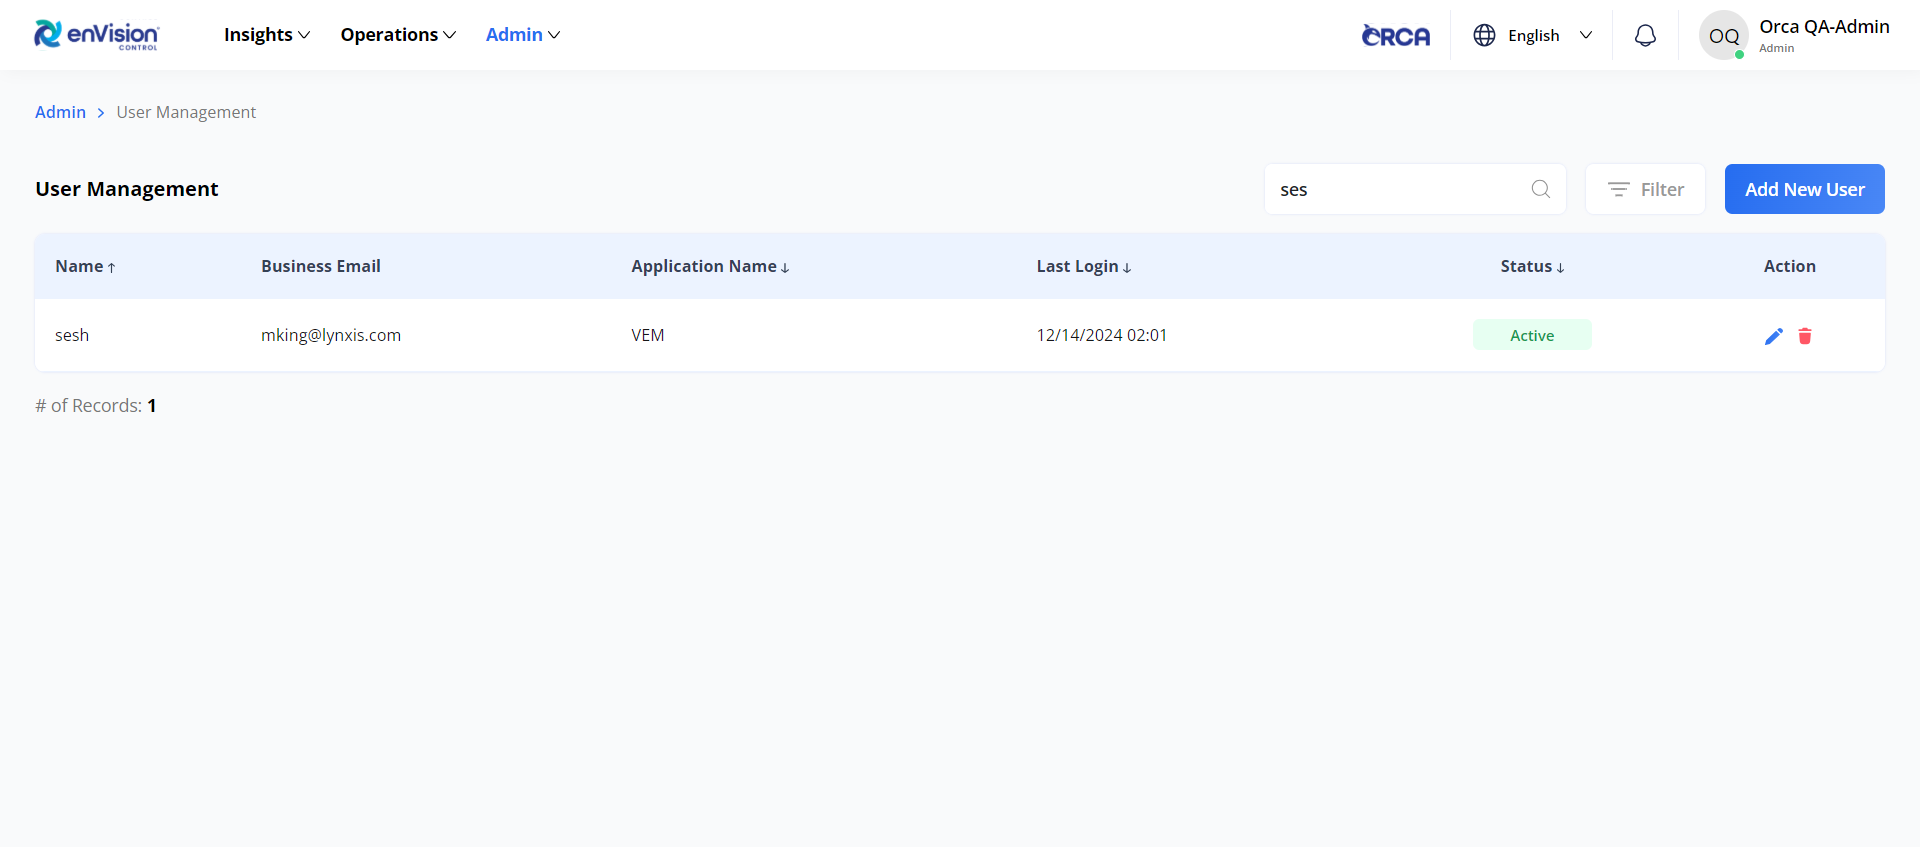 enVision
CONTROL
Insights
Operations
Admin
ORCA
English
OQ
Orca QA-Admin
Admin
Admin > User Management
User Management
ses
Filter
Add New User
Name ↑ Business Email Application Name ↓ Last Login ↓ Status ↓ Action
sesh mking@lynxis.com VEM 12/14/2024 02:01 Active
# of Records: 1